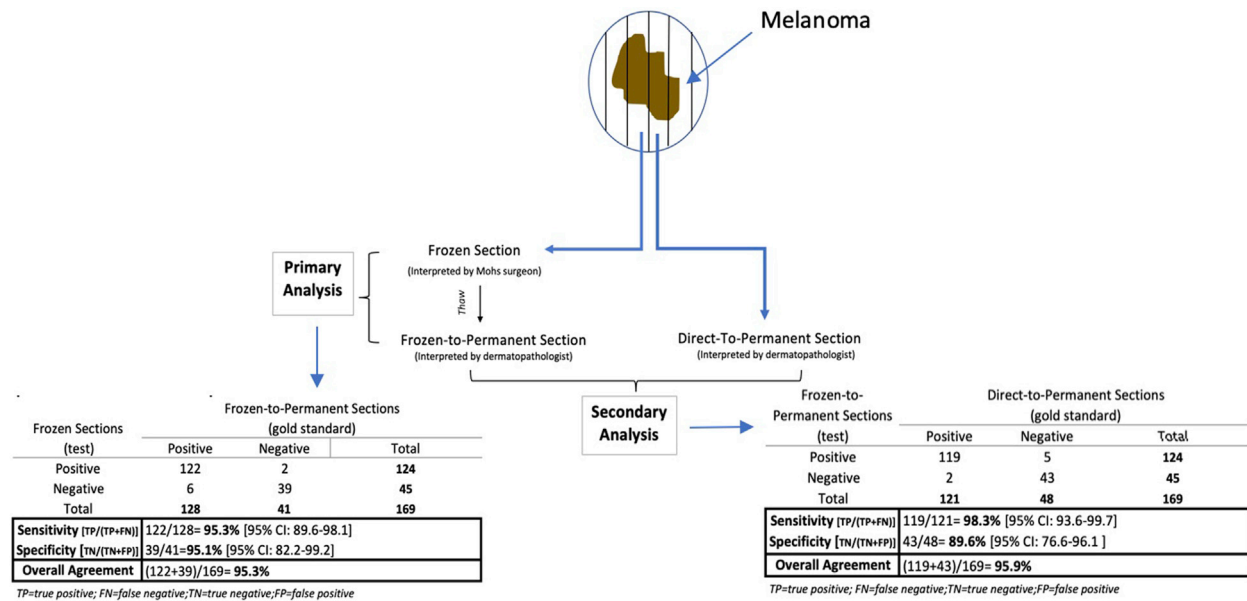 Melanoma
Frozen Section
(Interpreted by Mohs surgeon)
Primary
Analysis
Thaw
Frozen-to-Permanent Section
(Interpreted by dermatopathologist)
Direct-To-Permanent Section
(Interpreted by dermatopathologist)
Secondary
Analysis
Frozen-to-Permanent Sections
(gold standard)
Frozen Sections
(test)
Positive Negative Total
Positive 122 2 124
Negative 6 39 45
Total 128 41 169
Sensitivity [TP/(TP+FN)] 122/128= 95.3% [95% CI: 89.6-98.1]
Specificity [TN/(TN+FP)] 39/41=95.1% [95% CI: 82.2-99.2]
Overall Agreement (122+39)/169= 95.3%
TP=true positive; FN=false negative;TN=true negative;FP=false positive
Frozen-to-
Permanent Sections
(test)
Direct-to-Permanent Sections
(gold standard)
Positive Negative Total
Positive 119 5 124
Negative 2 43 45
Total 121 48 169
Sensitivity [TP/(TP+FN)] 119/121= 98.3% [95% CI: 93.6-99.7]
Specificity [TN/(TN+FP)] 43/48= 89.6% [95% CI: 76.6-96.1 ]
Overall Agreement (119+43)/169= 95.9%
TP=true positive; FN=false negative;TN=true negative;FP=false positive